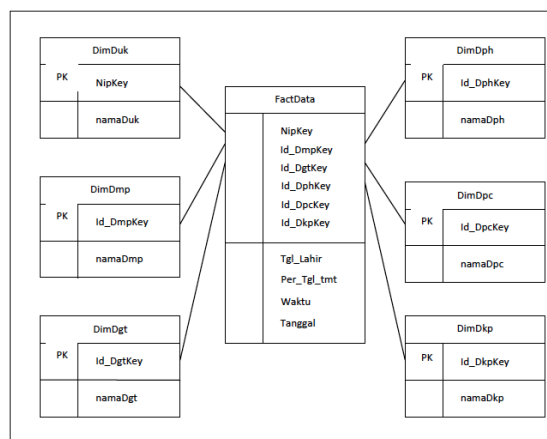 DimDuk
PK
NipKey
namaDuk
DimDmp
PK
Id_DmpKey
namaDmp
DimDgt
PK
Id_DgtKey
namaDgt
FactData
NipKey
Id_DmpKey
Id_DgtKey
Id_DphKey
Id_DpcKey
Id_DkpKey
Tgl_Lahir
Per_Tgl_tmt
Waktu
Tanggal
DimDph
PK
Id_DphKey
namaDph
DimDpc
PK
Id_DpcKey
namaDpc
DimDkp
PK
Id_DkpKey
namaDkp